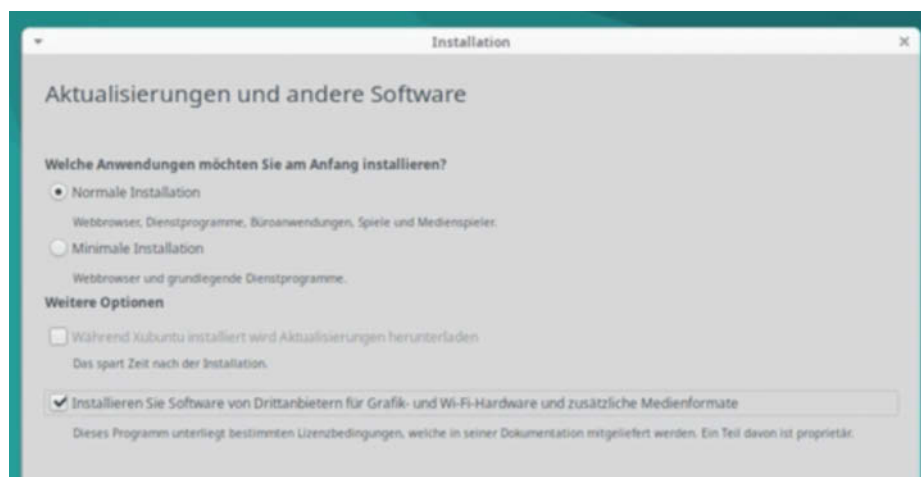 Installation
Aktualisierungen und andere Software
Welche Anwendungen möchten Sie am Anfang installieren?
Normale Installation
Webbrowser, Dienstprogramme, Büroanwendungen, Spiele und Medienspieler.
Minimale Installation
Webbrowser und grundlegende Dienstprogramme.
Weitere Optionen
Während Xubuntu installiert wird Aktualisierungen herunterladen
Das spart Zeit nach der Installation.
Installieren Sie Software von Drittanbietern für Grafik- und Wi-Fi-Hardware und zusätzliche Medienformate
Dieses Programm unterliegt bestimmten Lizenzbedingungen, welche in seiner Dokumentation mitgeliefert werden. Ein Teil davon ist proprietär.